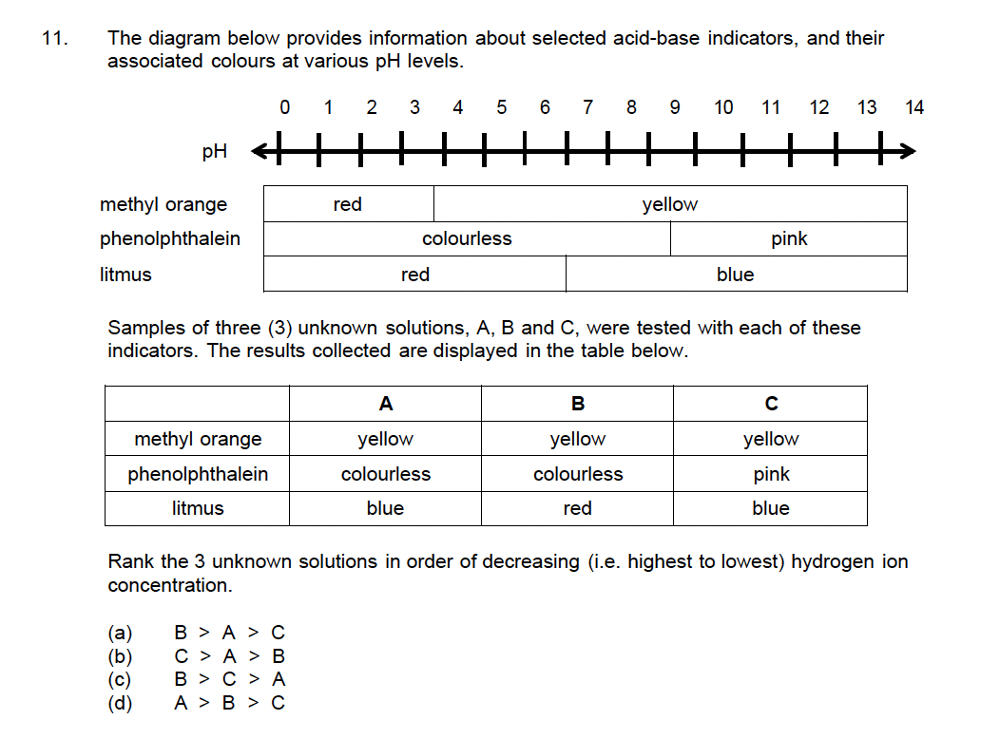 11. The diagram below provides information about selected acid-base indicators, and their
associated colours at various pH levels.
0 1 2 3 4 5 6 7 8 9 10 11 12 13 14
pH
methyl orange red yellow
phenolphthalein colourless pink
litmus red blue
Samples of three (3) unknown solutions, A, B and C, were tested with each of these
indicators. The results collected are displayed in the table below.
A B C
methyl orange yellow yellow yellow
phenolphthalein colourless colourless pink
litmus blue red blue
Rank the 3 unknown solutions in order of decreasing (i.e. highest to lowest) hydrogen ion
concentration.
(a) B > A > C
(b) C > A > B
(c) B > C > A
(d) A > B > C